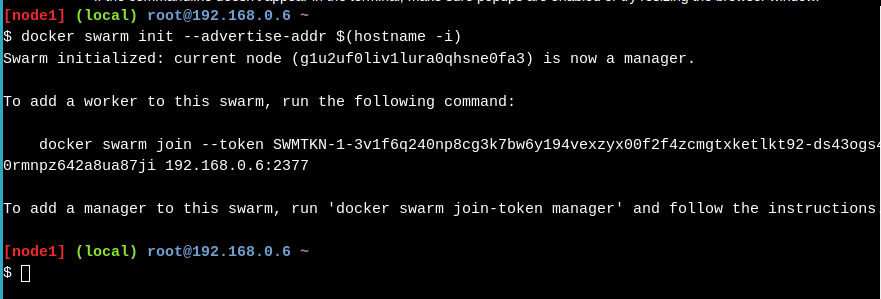 [node1] (local) root@192.168.0.6 ~
$ docker swarm init --advertise-addr $(hostname -i)
Swarm initialized: current node (g1u2uf0liv1lura0qhsne0fa3) is now a manager.
To add a worker to this swarm, run the following command:
docker swarm join --token SWMTKN-1-3v1f6q240np8cg3k7bw6y194vexzyx00f2f4zcmgtxketlkt92-ds43ogs4
0rmnpz642a8ua87ji 192.168.0.6:2377
To add a manager to this swarm, run 'docker swarm join-token manager' and follow the instructions
[node1] (local) root@192.168.0.6 ~
$